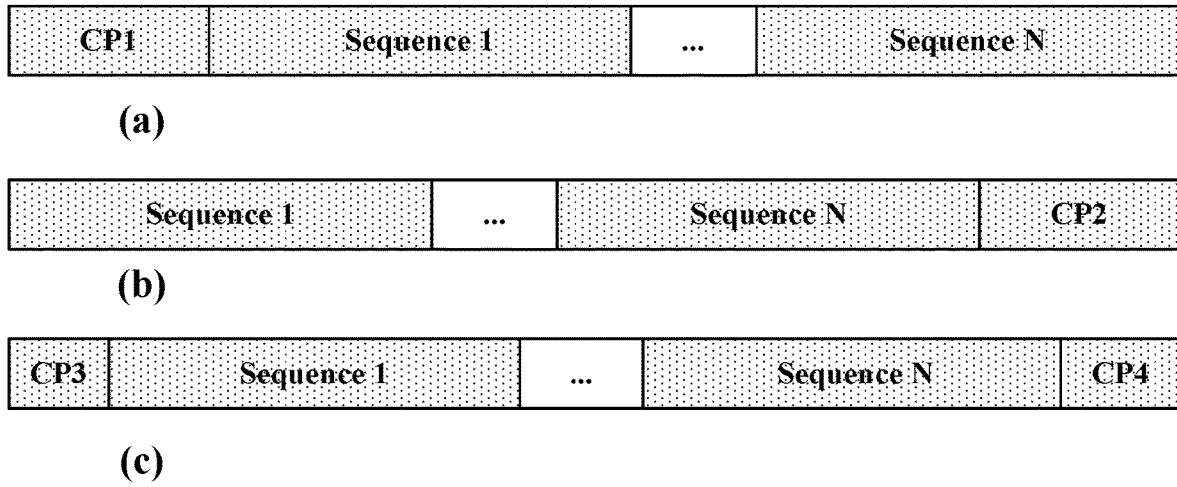 CP1 Sequence 1 ... Sequence N
(a)
Sequence 1 ... Sequence N CP2
(b)
CP3 Sequence 1 ... Sequence N CP4
(c)